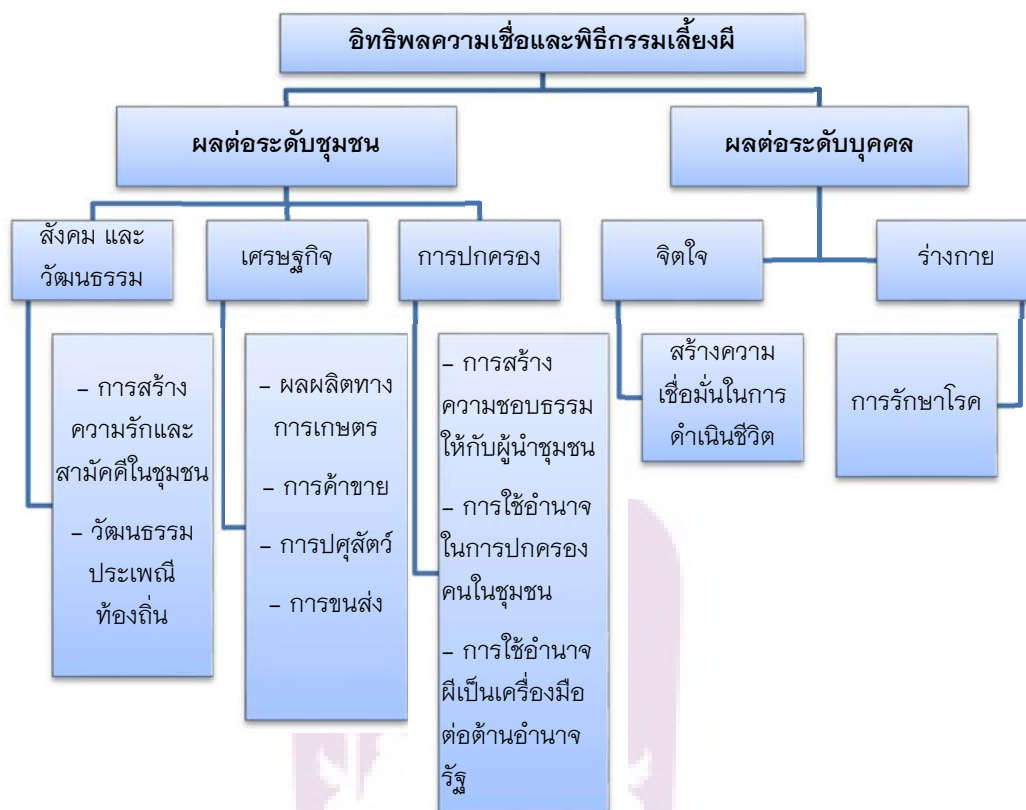 อิทธิพลความเชื่อและพิธีกรรมเลี้ยงผี
ผลต่อระดับชุมชน
ผลต่อระดับบุคคล
สังคม และ
วัฒนธรรม
เศรษฐกิจ
การปกครอง
จิตใจ
ร่างกาย
– การสร้าง
ความรักและ
สามัคคีในชุมชน
– วัฒนธรรม
ประเพณี
ท้องถิ่น
– ผลผลิตทาง
การเกษตร
– การค้าขาย
– การปศุสัตว์
– การขนส่ง
– การสร้าง
ความชอบธรรม
ให้กับผู้นำชุมชน
– การใช้อำนาจ
ในการปกครอง
คนในชุมชน
– การใช้อำนาจ
ผีเป็นเครื่องมือ
ต่อต้านอำนาจ
รัฐ
สร้างความ
เชื่อมั่นในการ
ดำเนินชีวิต
การรักษาโรค